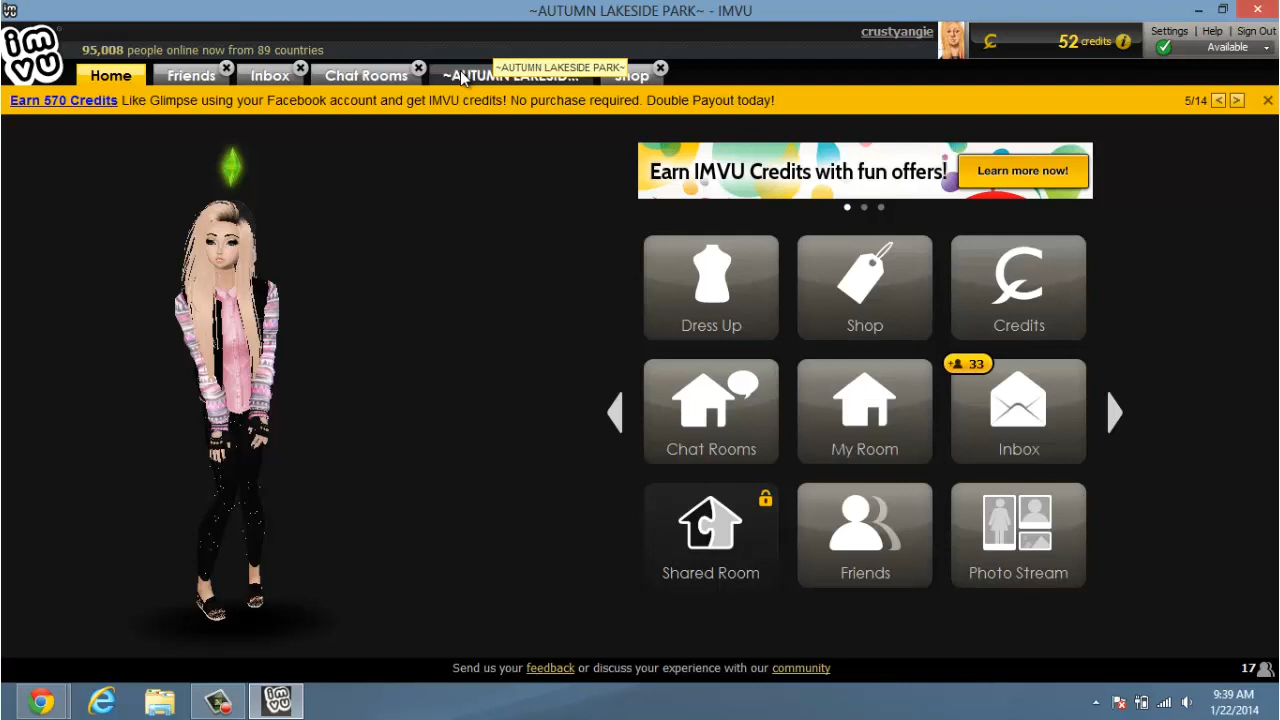 ~AUTUMN LAKESIDE PARK~ - IMVU
imvu
95,008 people online now from 89 countries
crustyangie
52 credits
Settings | Help | Sign Out
Available
Home
Friends
Inbox
Chat Rooms
~AUTUMN LAKESID...
~AUTUMN LAKESIDE PARK~
Shop
Earn 570 Credits Like Glimpse using your Facebook account and get IMVU credits! No purchase required. Double Payout today!
5/14 < >
Earn IMVU Credits with fun offers!
Learn more now!
Dress Up
Shop
Credits
Chat Rooms
My Room
+ 33
Inbox
Shared Room
Friends
Photo Stream
Send us your feedback or discuss your experience with our community
17
imvu
9:39 AM
1/22/2014